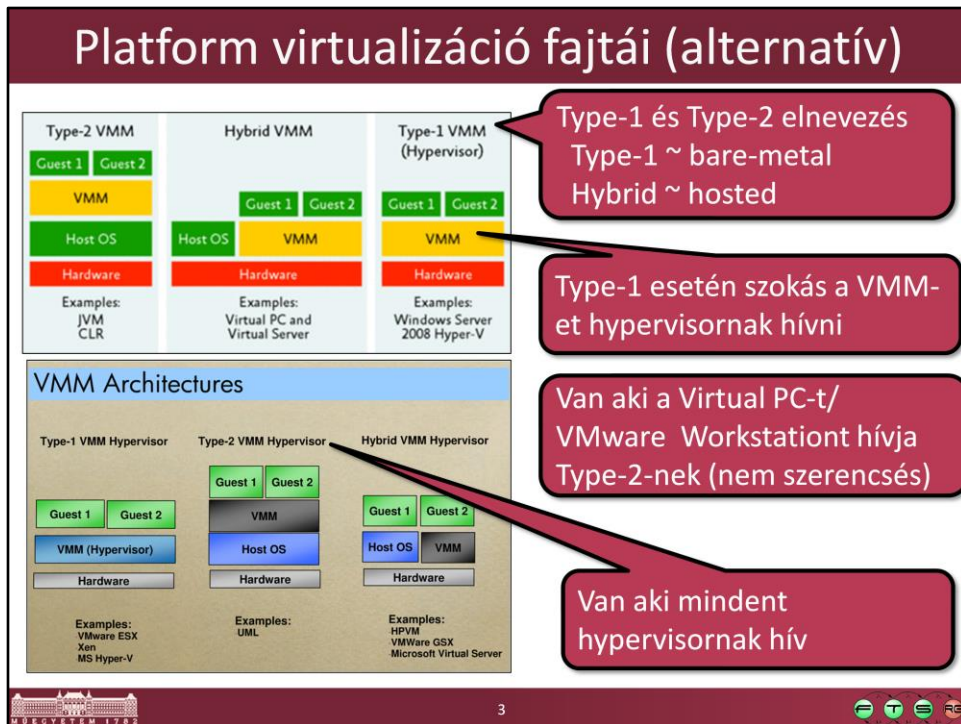 Platform virtualizáció fajtái (alternatív)
Type-2 VMM
Guest 1 Guest 2
VMM
Host OS
Hardware
Examples:
JVM
CLR
Hybrid VMM
Guest 1 Guest 2
Host OS VMM
Hardware
Examples:
Virtual PC and
Virtual Server
Type-1 VMM
(Hypervisor)
Guest 1 Guest 2
VMM
Hardware
Examples:
Windows Server
2008 Hyper-V
Type-1 és Type-2 elnevezés
Type-1 ~ bare-metal
Hybrid ~ hosted
Type-1 esetén szokás a VMM-
et hypervisornak hívni
Van aki a Virtual PC-t/
VMware Workstationt hívja
Type-2-nek (nem szerencsés)
Van aki mindent
hypervisornak hív
VMM Architectures
Type-1 VMM Hypervisor
Guest 1 Guest 2
VMM (Hypervisor)
Hardware
Examples:
VMware ESX
Xen
MS Hyper-V
Type-2 VMM Hypervisor
Guest 1 Guest 2
VMM
Host OS
Hardware
Examples:
UML
Hybrid VMM Hypervisor
Guest 1 Guest 2
Host OS VMM
Hardware
Examples:
HPVM
VMWare GSX
Microsoft Virtual Server
MŰEGYETEM 1782
3
F T S RG